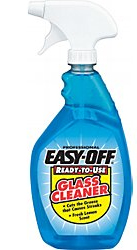 PROFESSIONAL
EASY-OFF
READY-TO-USE
GLASS
CLEANER
• Cuts the Grease
that Causes Streaks
• Fresh Lemon
Scent